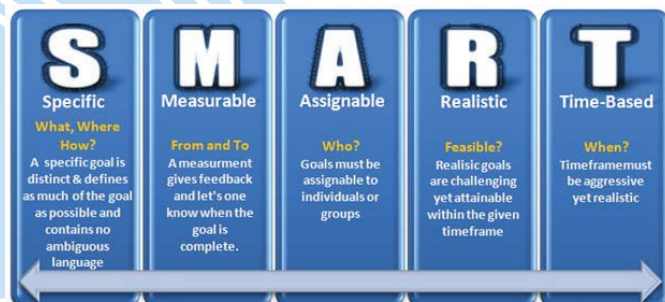 S
Specific
What, Where
How?
A specific goal is
distinct & defines
as much of the goal
as possible and
contains no
ambiguous
language
M
Measurable
From and To
A measurment
gives feedback
and let's one
know when the
goal is
complete.
A
Assignable
Who?
Goals must be
assignable to
individuals or
groups
R
Realistic
Feasible?
Realisic goals
are challenging
yet attainable
within the given
timeframe
T
Time-Based
When?
Timeframe must
be aggressive
yet realistic